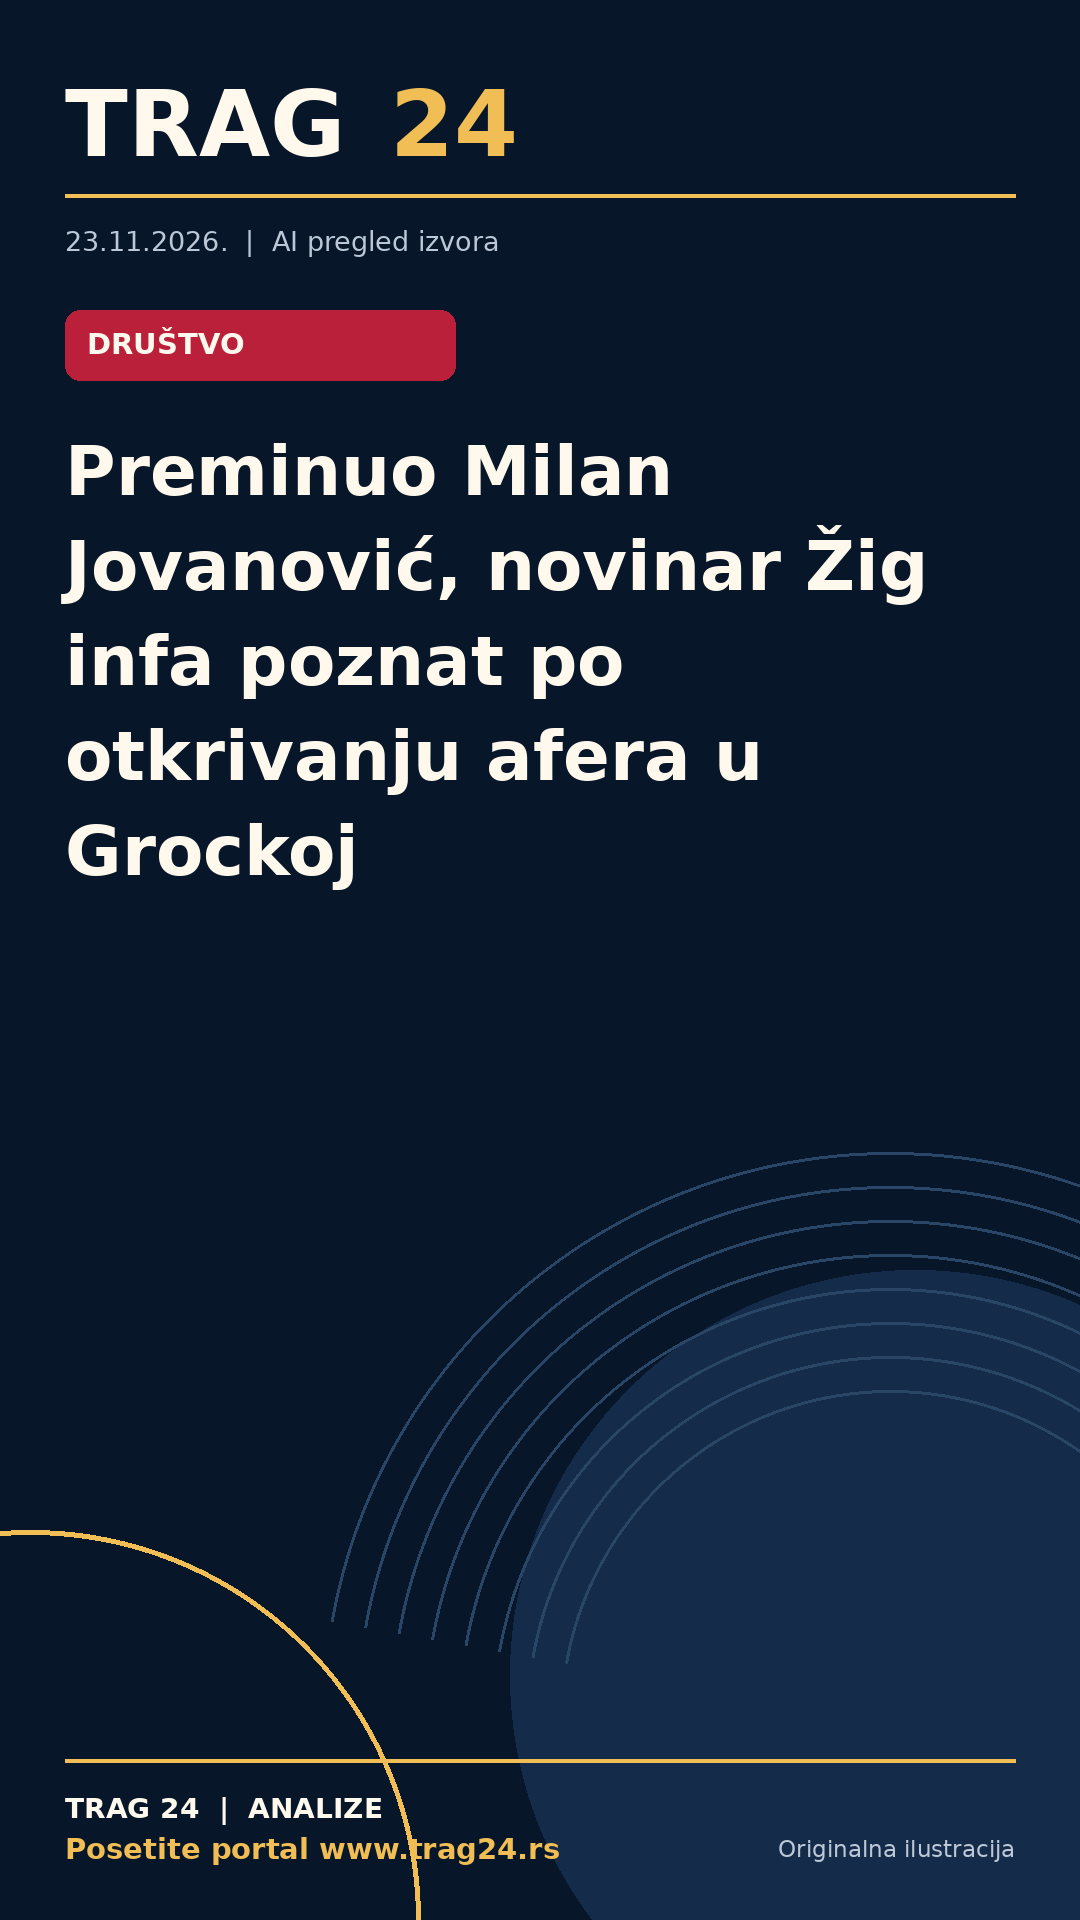 TRAG 24
23.11.2026. | AI pregled izvora
DRUŠTVO
Preminuo Milan
Jovanović, novinar Žig
infa poznat po
otkrivanju afera u
Grockoj
TRAG 24 | ANALIZE
Posetite portal www.trag24.rs
Originalna ilustracija